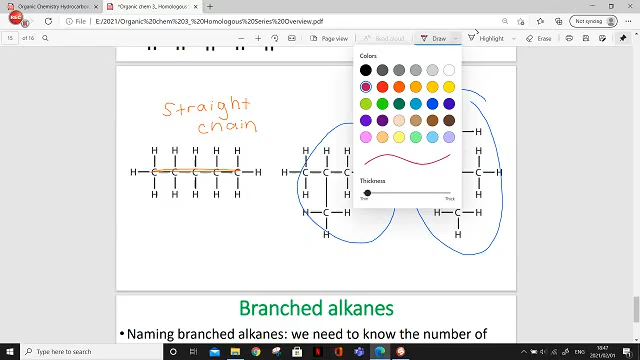 REC
Organic Chemistry Hydrocarb
*Organic chem 3_Homologous
E:/2021/Organic%20chem%203_%20Homologous%20Series%20Overview.pdf
Not syncing
15 of 16
Page view
Read aloud
Draw
Highlight
Erase
Colors
Thickness
Thin Thick
Straight
chain
H H H H H
H C C C C C H
H H H H H
H H H
H C C C
H H
H C H
H
H
C H
H C H
H
Branched alkanes
• Naming branched alkanes: we need to know the number of
Type here to search
ENG
18:47
2021/02/01